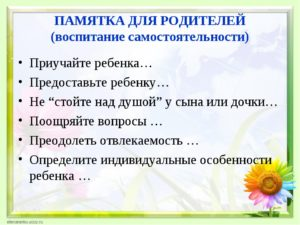 ПАМЯТКА ДЛЯ РОДИТЕЛЕЙ
(воспитание самостоятельности)
• Приучайте ребенка…
• Предоставьте ребенку…
• Не “стойте над душой” у сына или дочки…
• Поощряйте вопросы …
• Преодолеть отвлекаемость …
• Определите индивидуальные особенности
ребенка …